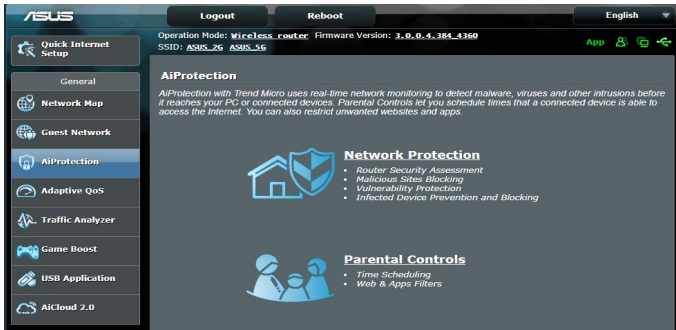 ASUS
Logout
Reboot
English
Quick Internet
Setup
Operation Mode: Wireless router Firmware Version: 3.0.0.4.384_4360
SSID: ASUS_2G ASUS_5G
App
General
Network Map
Guest Network
AiProtection
Adaptive QoS
Traffic Analyzer
Game Boost
USB Application
AiCloud 2.0
AiProtection
AiProtection with Trend Micro uses real-time network monitoring to detect malware, viruses and other intrusions before
it reaches your PC or connected devices. Parental Controls let you schedule times that a connected device is able to
access the Internet. You can also restrict unwanted websites and apps.
Network Protection
• Router Security Assessment
• Malicious Sites Blocking
• Vulnerability Protection
• Infected Device Prevention and Blocking
Parental Controls
• Time Scheduling
• Web & Apps Filters